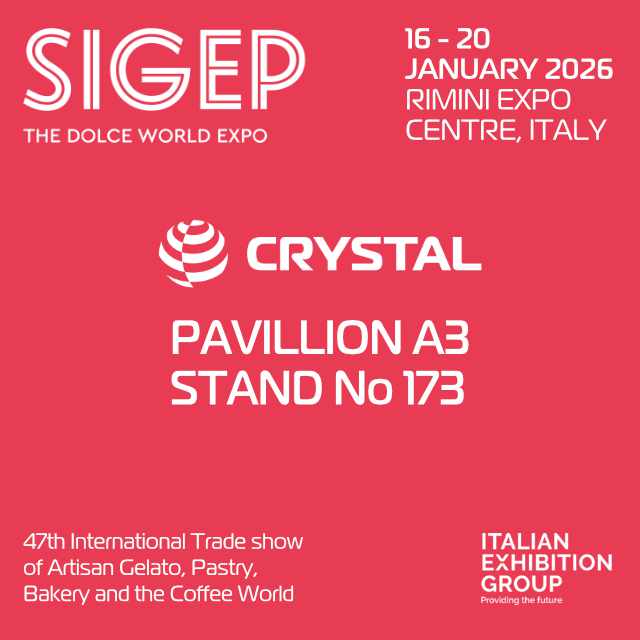 SIGEP
THE DOLCE WORLD EXPO
16 - 20
JANUARY 2026
RIMINI EXPO
CENTRE, ITALY
CRYSTAL
PAVILLION A3
STAND No 173
47th International Trade show
of Artisan Gelato, Pastry,
Bakery and the Coffee World
ITALIAN
EXHIBITION
GROUP
Providing the future